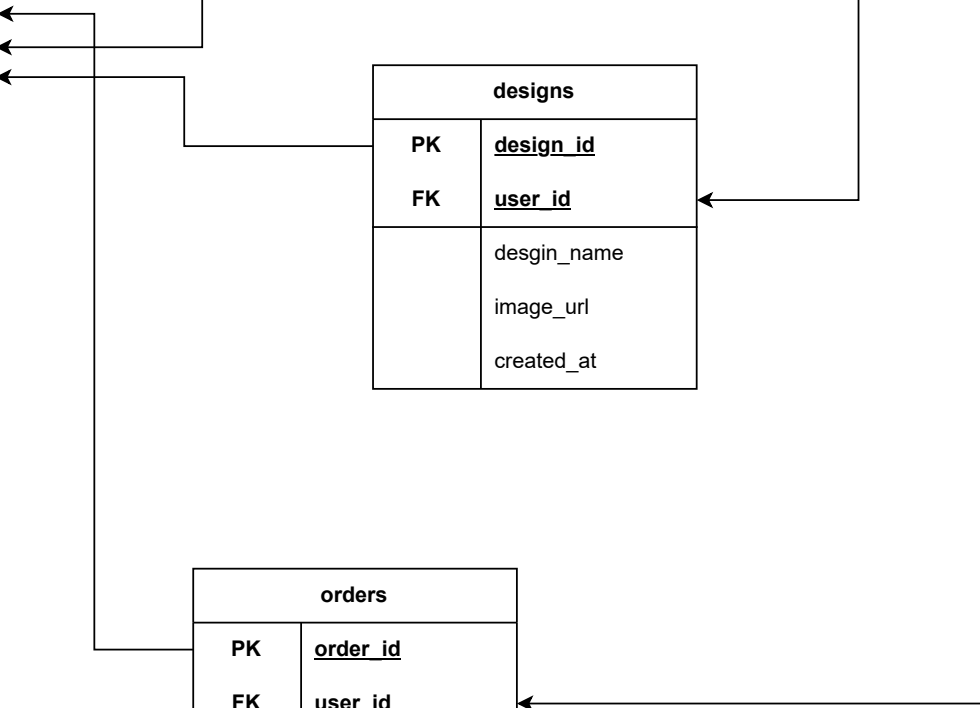 designs
PK design_id
FK user_id
desgin_name
image_url
created_at
orders
PK order_id
FK user_id